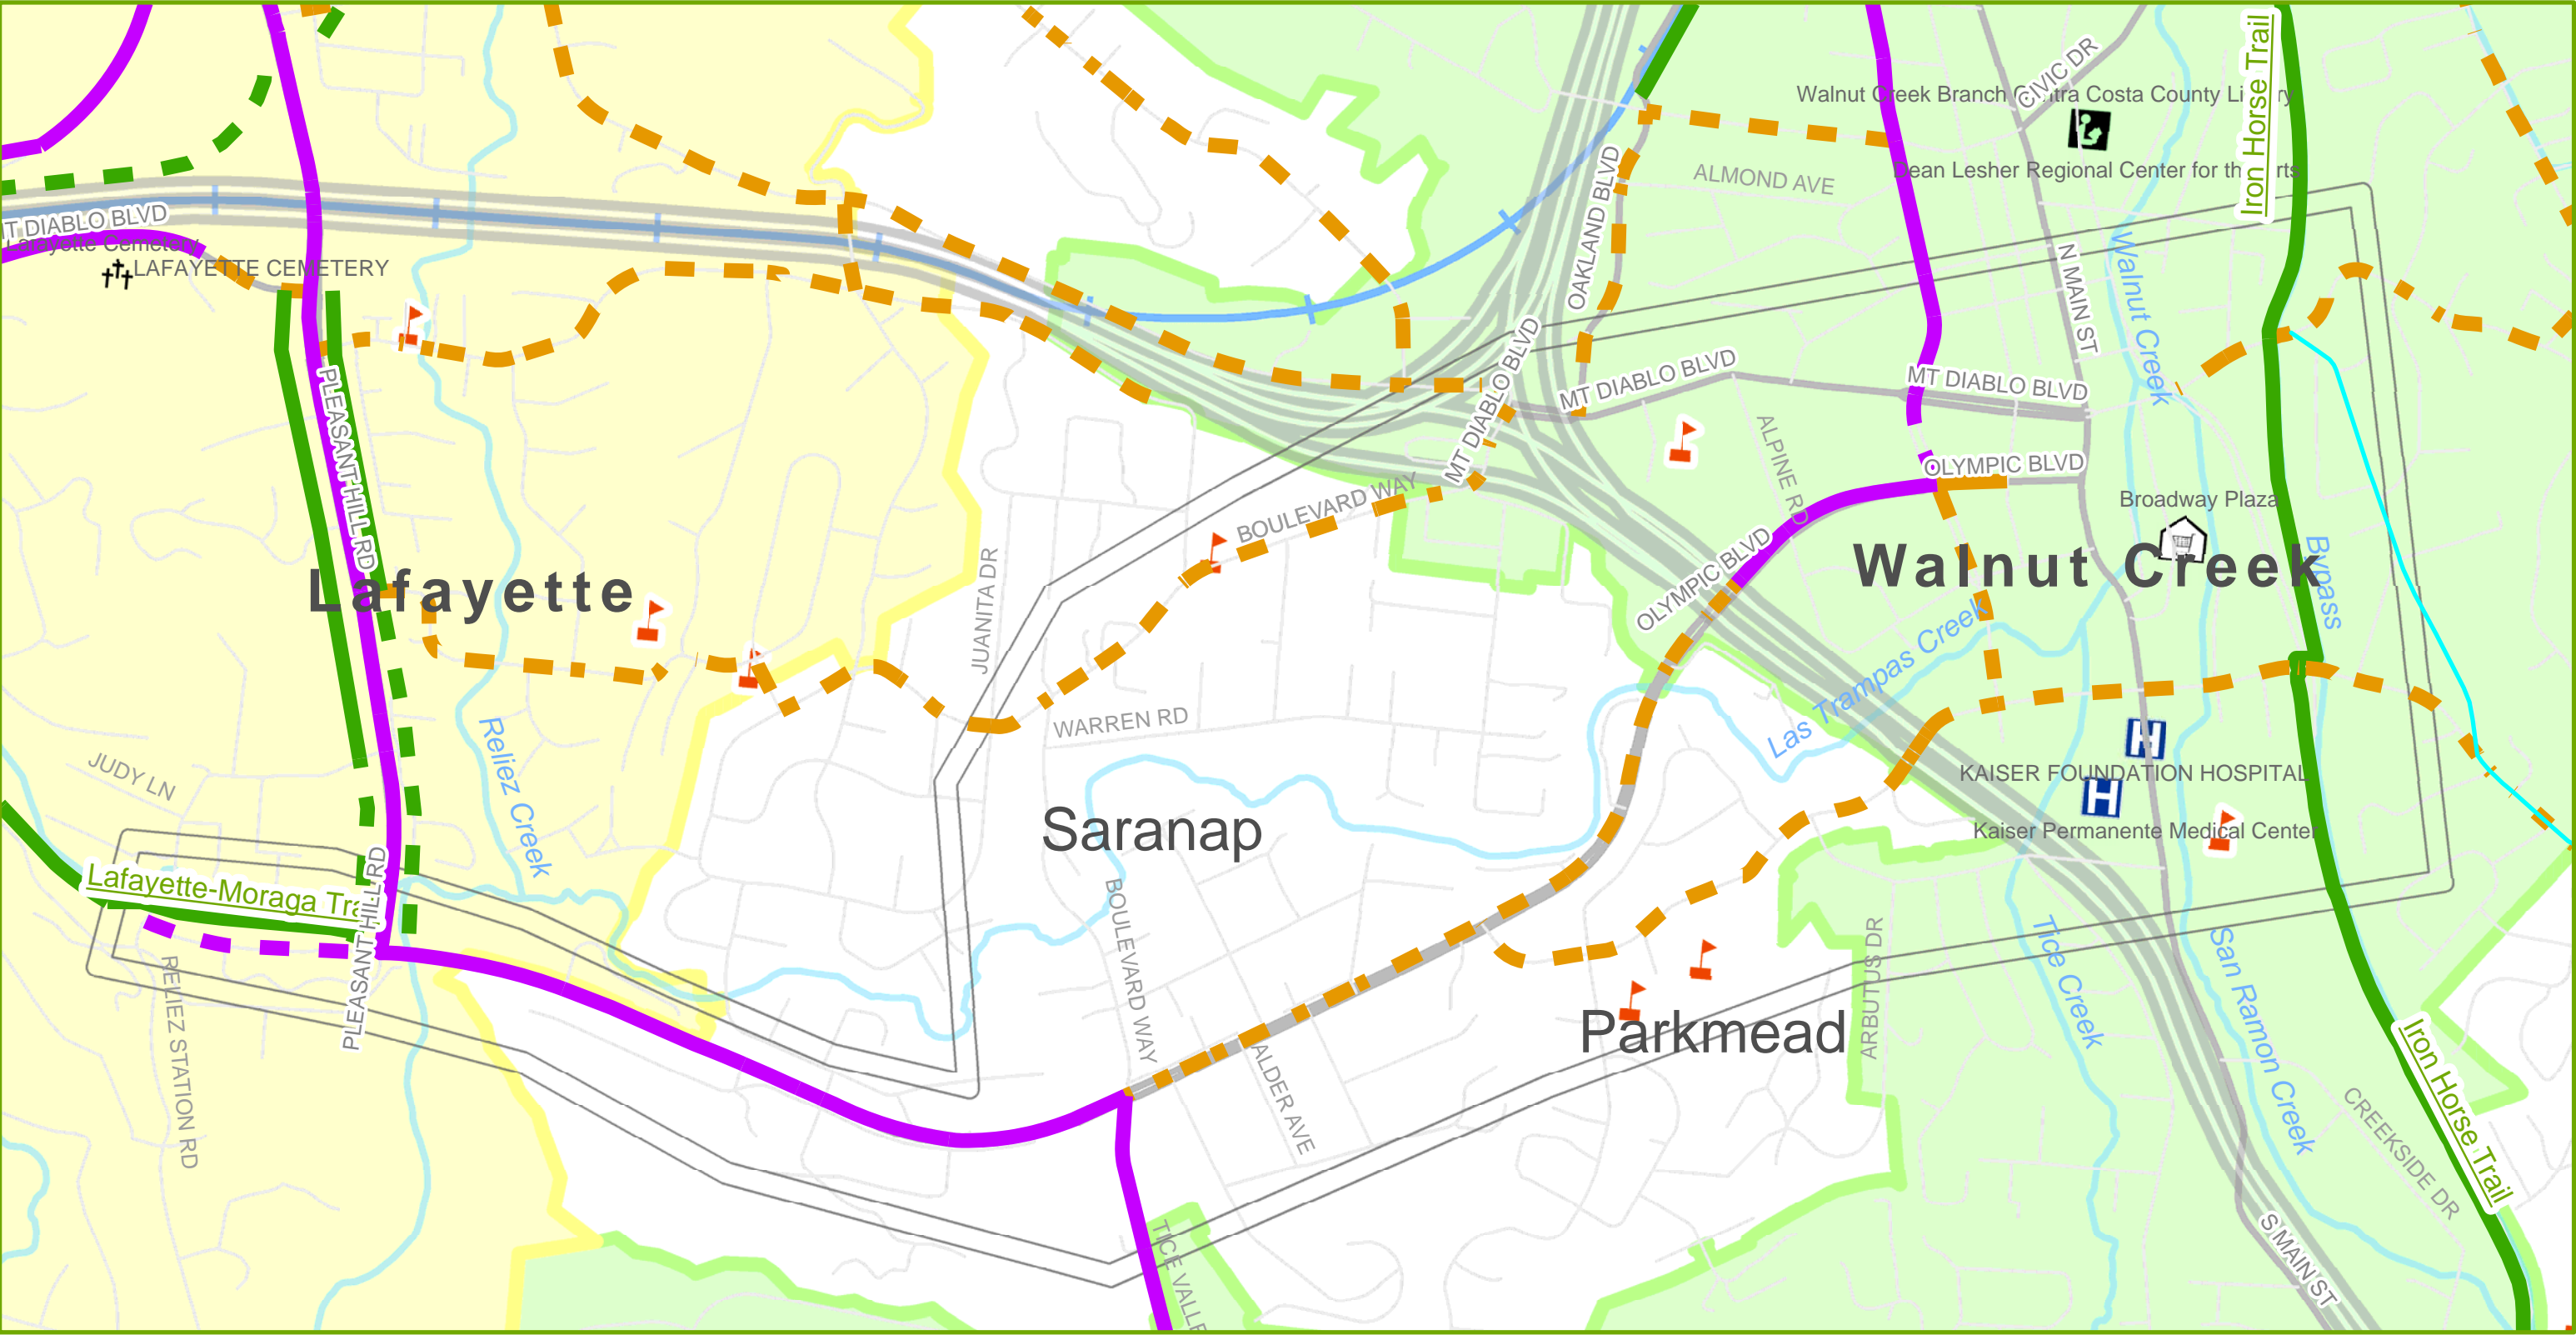 CIVIC DR
Iron Horse Trail
Walnut Creek Branch Contra Costa County Library
Dean Lesher Regional Center for the Arts
ALMOND AVE
OAKLAND BLVD
MT DIABLO BLVD
Lafayette Cemetery
LAFAYETTE CEMETERY
N MAIN ST
Walnut Creek
MT DIABLO BLVD
MT DIABLO BLVD
MT DIABLO BLVD
PLEASANT HILL RD
ALPINE RD
OLYMPIC BLVD
BOULEVARD WAY
Broadway Plaza
OLYMPIC BLVD
Bypass
Lafayette
Walnut Creek
JUANITA DR
Las Trampas Creek
WARREN RD
Reliez Creek
JUDY LN
KAISER FOUNDATION HOSPITAL
Kaiser Permanente Medical Center
Saranap
Lafayette-Moraga Tra
PLEASANT HILL RD
BOULEVARD WAY
ARBUTUS DR
Tice Creek
San Ramon Creek
RELIEZ STATION RD
Parkmead
ALDER AVE
Iron Horse Trail
CREEKSIDE DR
TICE VALLE
S MAIN ST